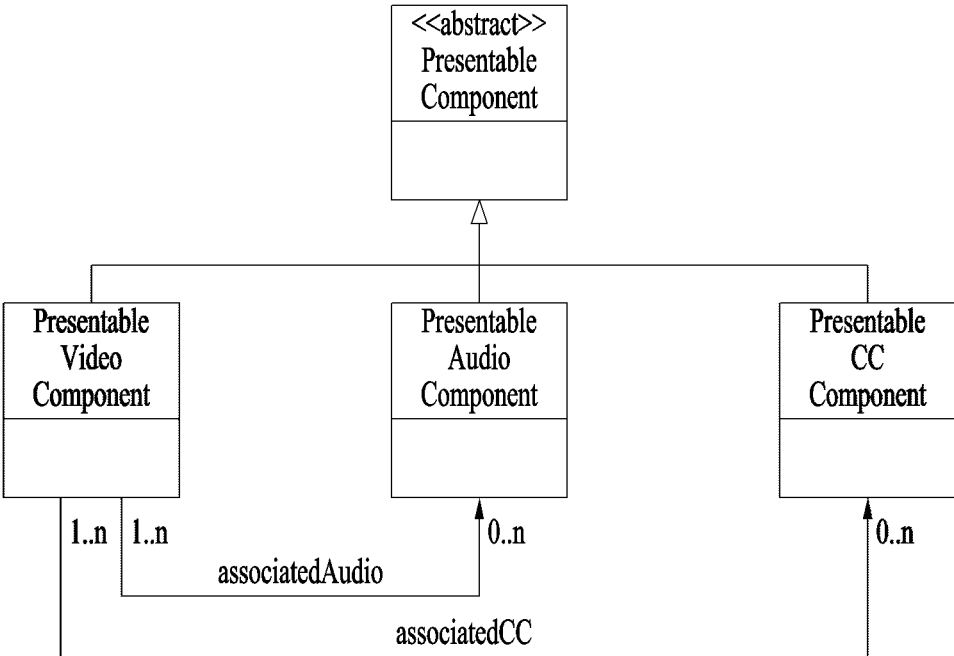 <<abstract>>
Presentable
Component
Presentable
Video
Component
Presentable
Audio
Component
Presentable
CC
Component
1..n
1..n
0..n
0..n
associatedAudio
associatedCC